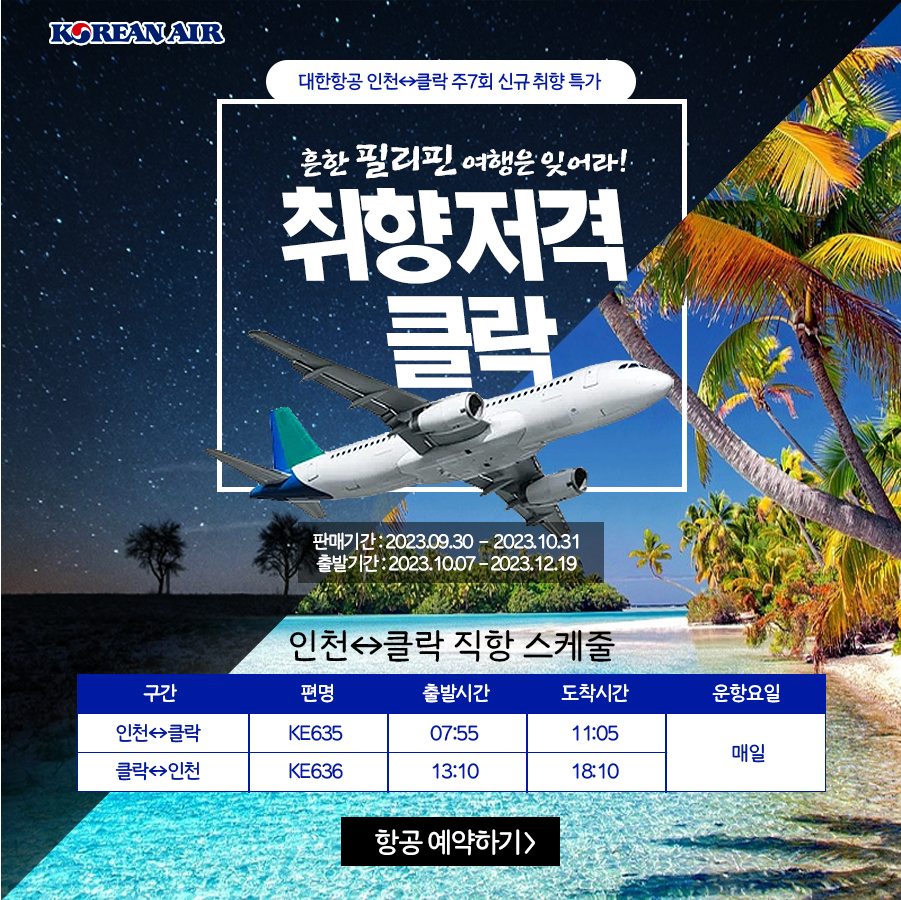 KOREAN AIR
대한항공 인천↔클락 주7회 신규 취향 특가
흔한 필리핀 여행은 잊어라!
취향저격
클락
판매기간 : 2023.09.30 – 2023.10.31
출발기간 : 2023.10.07 – 2023.12.19
인천↔클락 직항 스케줄
구간 편명 출발시간 도착시간 운항요일
인천↔클락 KE635 07:55 11:05
매일
클락↔인천 KE636 13:10 18:10
항공 예약하기>